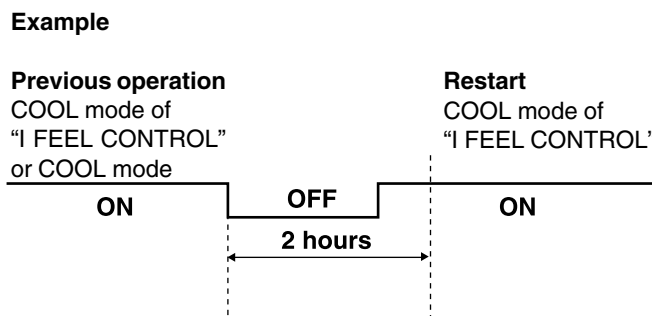 Example
Previous operation
COOL mode of
“I FEEL CONTROL”
or COOL mode
Restart
COOL mode of
“I FEEL CONTROL”
ON
OFF
ON
2 hours